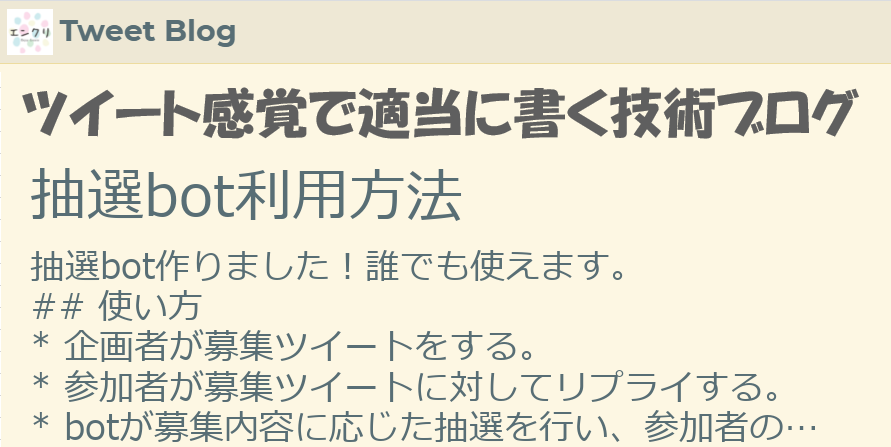 エンクリ
Tweet Blog
ツイート感覚で適当に書く技術ブログ
抽選bot利用方法
抽選bot作りました！誰でも使えます。
## 使い方
* 企画者が募集ツイートをする。
* 参加者が募集ツイートに対してリプライする。
* botが募集内容に応じた抽選を行い、参加者の…